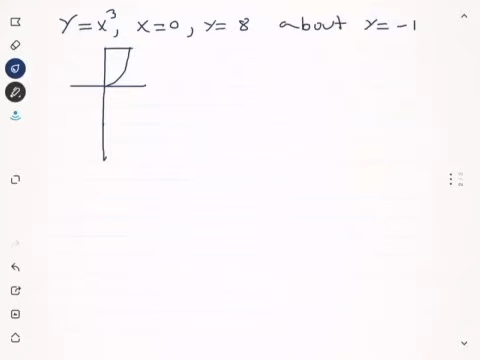 y = x³, x = 0, y = 8 about y = -1